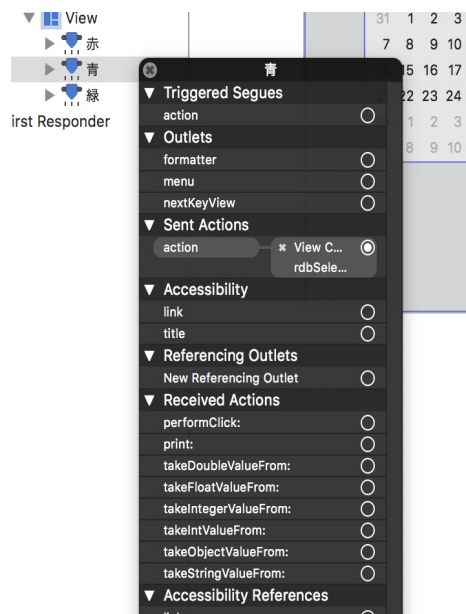 View
赤
青
緑
irst Responder
31 1 2 3
7 8 9 10
15 16 17
22 23 24
1 2 3
8 9 10
青
Triggered Segues
action
Outlets
formatter
menu
nextKeyView
Sent Actions
action
View C...
rdbSele...
Accessibility
link
title
Referencing Outlets
New Referencing Outlet
Received Actions
performClick:
print:
takeDoubleValueFrom:
takeFloatValueFrom:
takeIntegerValueFrom:
takeIntValueFrom:
takeObjectValueFrom:
takeStringValueFrom:
Accessibility References